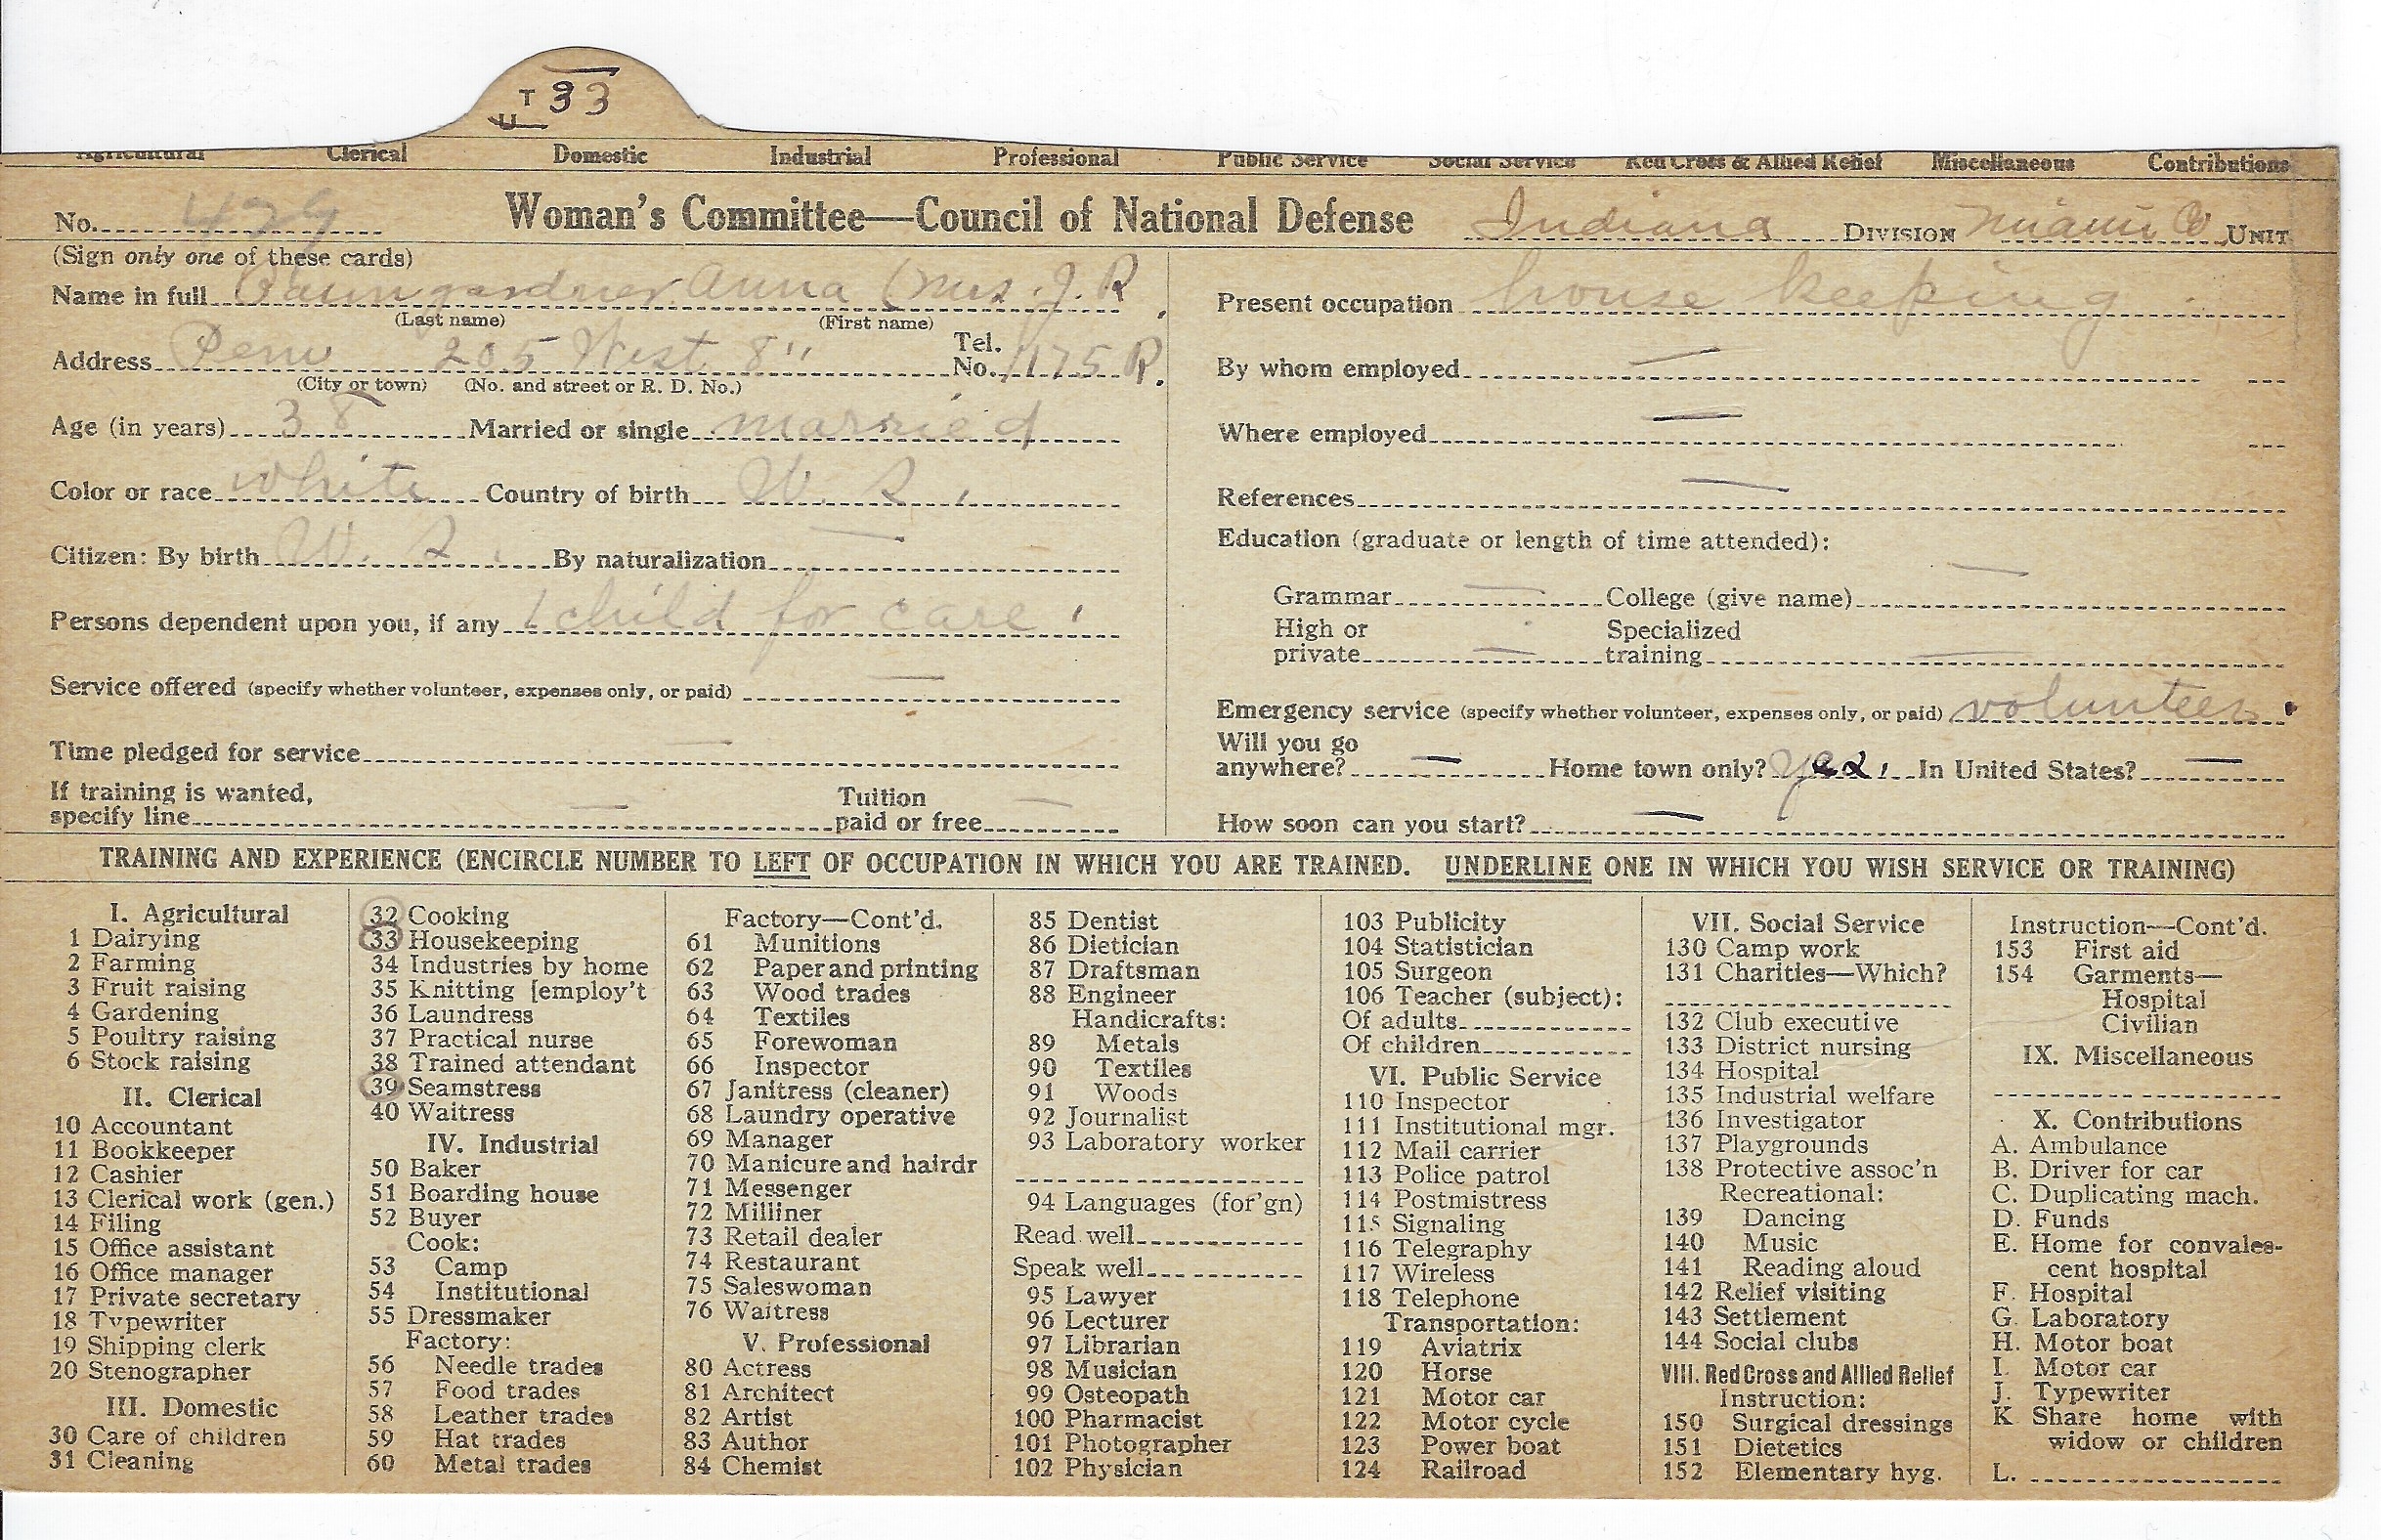 T 33
U
Agricultural Clerical Domestic Industrial Professional Public Service Social Service Red Cross & Allied Relief Miscellaneous Contributions
No. 429 Woman's Committee—Council of National Defense Indiana DIVISION Miami Co UNIT
(Sign only one of these cards)
Name in full Baumgardner Anna (Mrs. J. R.
(Last name) (First name)
Address Peru 205 West 8" Tel. No. 1175 R.
(City or town) (No. and street or R. D. No.)
Age (in years) 38 Married or single married
Color or race white Country of birth U. S.
Citizen: By birth U. S. By naturalization —
Persons dependent upon you, if any 1 child for care.
Service offered (specify whether volunteer, expenses only, or paid) —
Time pledged for service —
If training is wanted,
specify line — Tuition paid or free —
Present occupation house keeping
By whom employed —
Where employed —
References —
Education (graduate or length of time attended):
Grammar — College (give name) —
High or private — Specialized training —
Emergency service (specify whether volunteer, expenses only, or paid) volunteer.
Will you go
anywhere? — Home town only? yes. In United States? —
How soon can you start? —
TRAINING AND EXPERIENCE (ENCIRCLE NUMBER TO LEFT OF OCCUPATION IN WHICH YOU ARE TRAINED. UNDERLINE ONE IN WHICH YOU WISH SERVICE OR TRAINING)
I. Agricultural
1 Dairying
2 Farming
3 Fruit raising
4 Gardening
5 Poultry raising
6 Stock raising
II. Clerical
10 Accountant
11 Bookkeeper
12 Cashier
13 Clerical work (gen.)
14 Filing
15 Office assistant
16 Office manager
17 Private secretary
18 Typewriter
19 Shipping clerk
20 Stenographer
III. Domestic
30 Care of children
31 Cleaning
32 Cooking
33 Housekeeping
34 Industries by home
35 Knitting [employ't
36 Laundress
37 Practical nurse
38 Trained attendant
39 Seamstress
40 Waitress
IV. Industrial
50 Baker
51 Boarding house
52 Buyer
Cook:
53 Camp
54 Institutional
55 Dressmaker
Factory:
56 Needle trades
57 Food trades
58 Leather trades
59 Hat trades
60 Metal trades
Factory—Cont'd.
61 Munitions
62 Paper and printing
63 Wood trades
64 Textiles
65 Forewoman
66 Inspector
67 Janitress (cleaner)
68 Laundry operative
69 Manager
70 Manicure and hairdr
71 Messenger
72 Milliner
73 Retail dealer
74 Restaurant
75 Saleswoman
76 Waitress
V. Professional
80 Actress
81 Architect
82 Artist
83 Author
84 Chemist
85 Dentist
86 Dietician
87 Draftsman
88 Engineer
Handicrafts:
89 Metals
90 Textiles
91 Woods
92 Journalist
93 Laboratory worker
94 Languages (for'gn)
Read well
Speak well
95 Lawyer
96 Lecturer
97 Librarian
98 Musician
99 Osteopath
100 Pharmacist
101 Photographer
102 Physician
103 Publicity
104 Statistician
105 Surgeon
106 Teacher (subject):
Of adults
Of children
VI. Public Service
110 Inspector
111 Institutional mgr.
112 Mail carrier
113 Police patrol
114 Postmistress
115 Signaling
116 Telegraphy
117 Wireless
118 Telephone
Transportation:
119 Aviatrix
120 Horse
121 Motor car
122 Motor cycle
123 Power boat
124 Railroad
VII. Social Service
130 Camp work
131 Charities—Which?
132 Club executive
133 District nursing
134 Hospital
135 Industrial welfare
136 Investigator
137 Playgrounds
138 Protective assoc'n
Recreational:
139 Dancing
140 Music
141 Reading aloud
142 Relief visiting
143 Settlement
144 Social clubs
VIII. Red Cross and Allied Relief
Instruction:
150 Surgical dressings
151 Dietetics
152 Elementary hyg.
Instruction—Cont'd.
153 First aid
154 Garments—
Hospital
Civilian
IX. Miscellaneous
X. Contributions
A. Ambulance
B. Driver for car
C. Duplicating mach.
D. Funds
E. Home for convales-
cent hospital
F. Hospital
G. Laboratory
H. Motor boat
I. Motor car
J. Typewriter
K Share home with
widow or children
L.